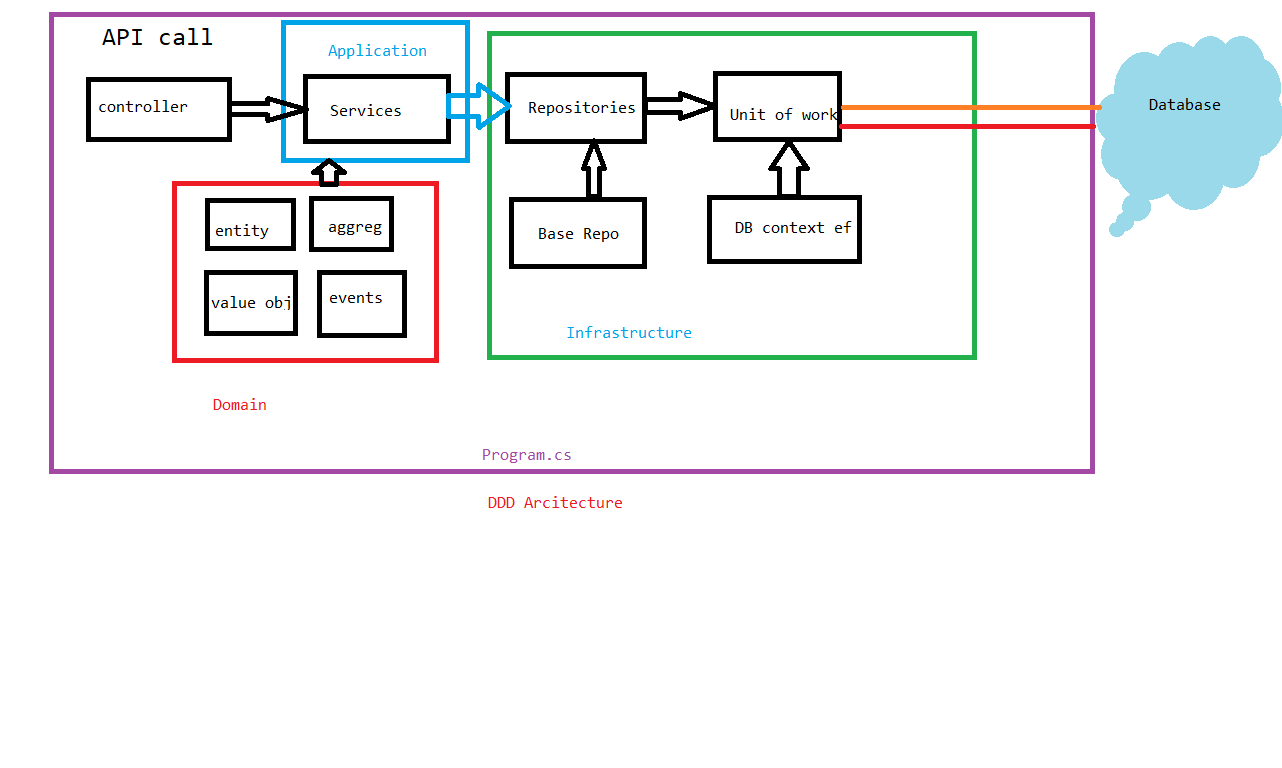 API call
Application
controller
Services
Repositories
Unit of work
Database
entity
aggreg
Base Repo
DB context ef
value obj
events
Infrastructure
Domain
Program.cs
DDD Arcitecture